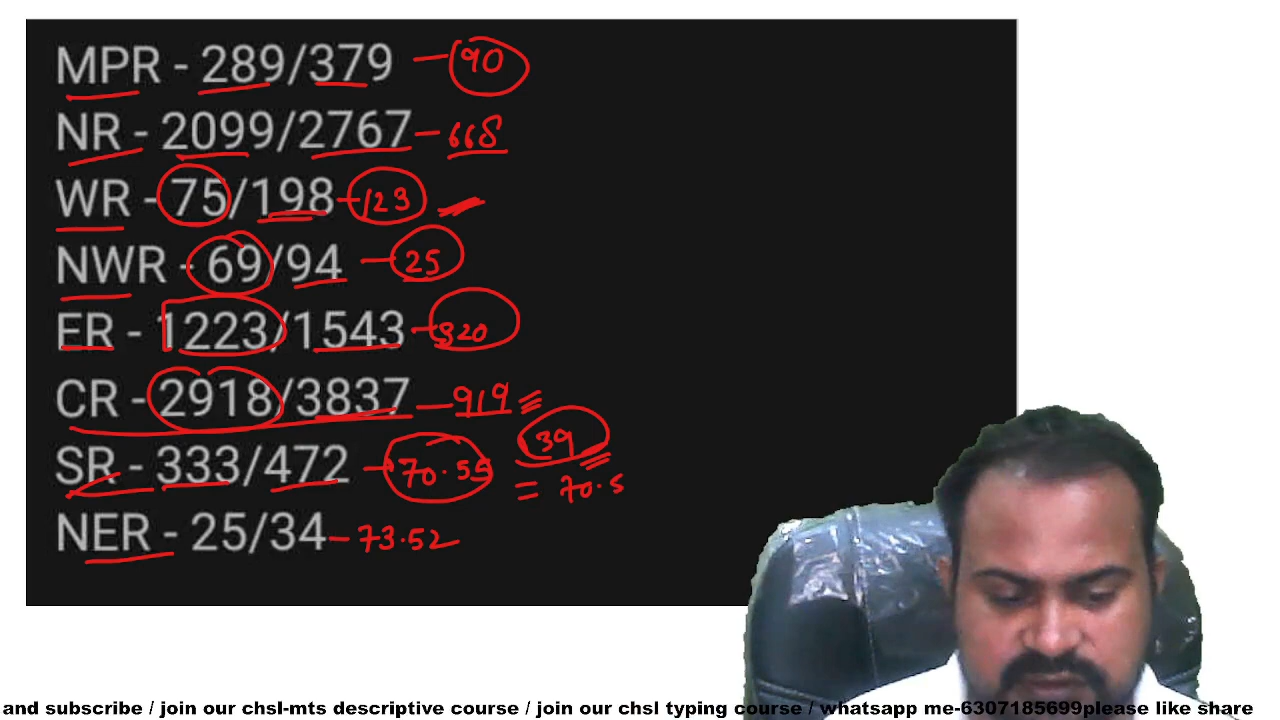 MPR - 289/379 - 90
NR - 2099/2767 - 668
WR - 75/198 - 123
NWR - 69/94 - 25
ER - 1223/1543 - 320
CR - 2918/3837 - 919
39
SR - 333/472 - 70.55 = 70.5
NER - 25/34 - 73.52
and subscribe / join our chsl-mts descriptive course / join our chsl typing course / whatsapp me-6307185699please like share